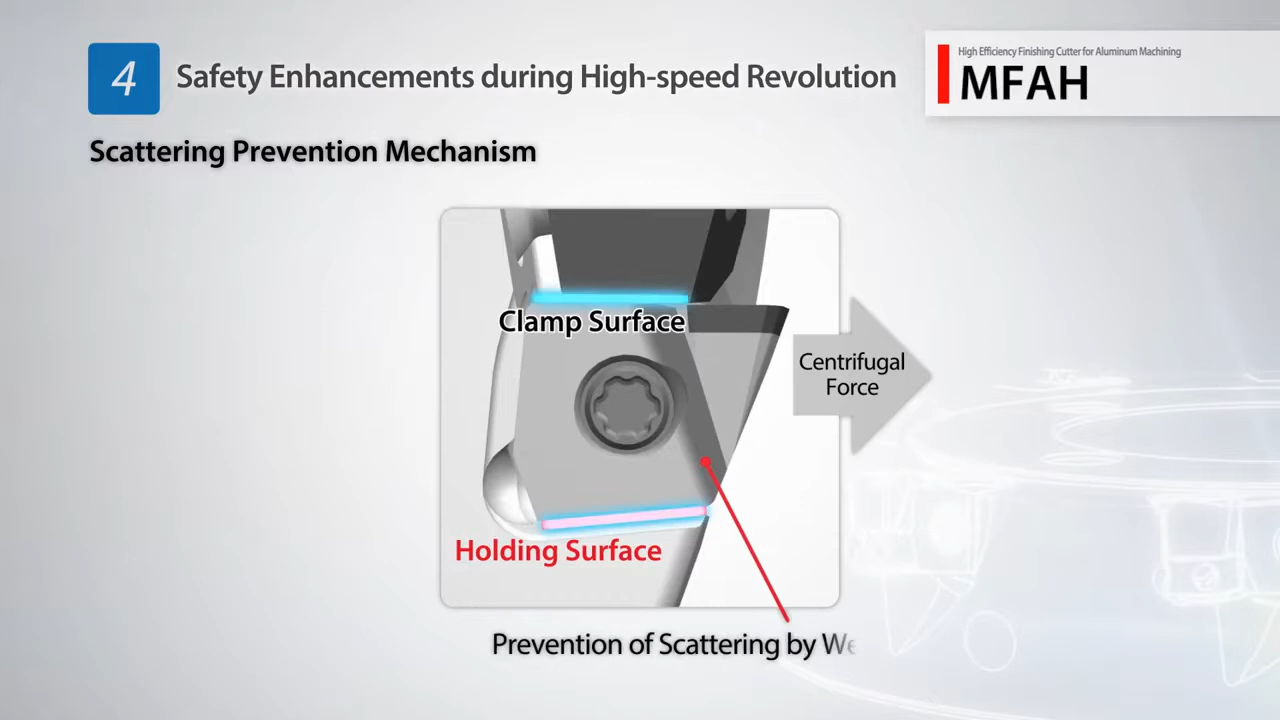 4
Safety Enhancements during High-speed Revolution
High Efficiency Finishing Cutter for Aluminum Machining
MFAH
Scattering Prevention Mechanism
Clamp Surface
Centrifugal
Force
Holding Surface
Prevention of Scattering by We